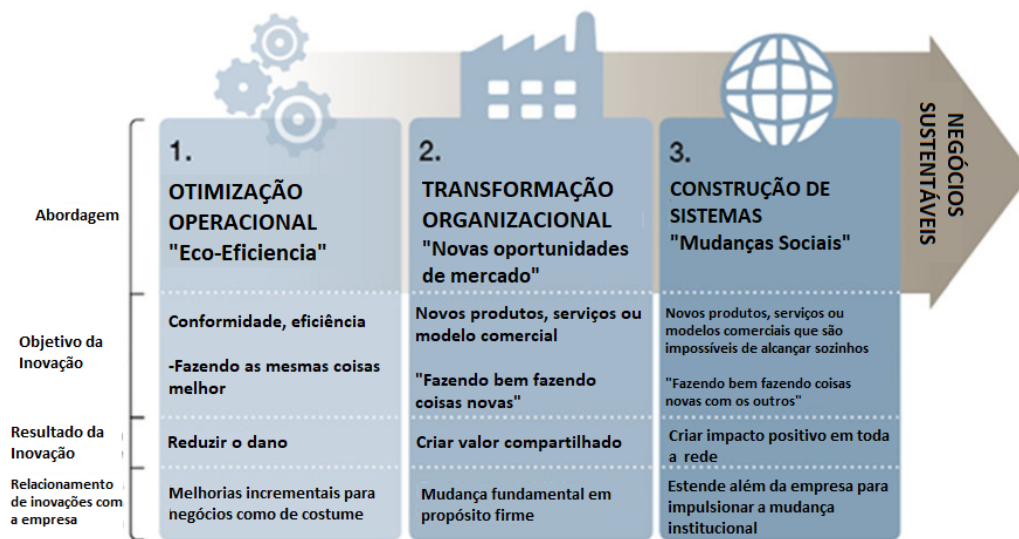 NEGÓCIOS
SUSTENTÁVEIS
Abordagem
1.
OTIMIZAÇÃO
OPERACIONAL
"Eco-Eficiencia"
2.
TRANSFORMAÇÃO
ORGANIZACIONAL
"Novas oportunidades
de mercado"
3.
CONSTRUÇÃO DE
SISTEMAS
"Mudanças Sociais"
Objetivo da
Inovação
Conformidade, eficiência
-Fazendo as mesmas coisas
melhor
Novos produtos, serviços ou
modelo comercial
"Fazendo bem fazendo
coisas novas"
Novos produtos, serviços ou
modelos comerciais que são
impossíveis de alcançar sozinhos
"Fazendo bem fazendo coisas
novas com os outros"
Resultado da
Inovação
Reduzir o dano
Criar valor compartilhado
Criar impacto positivo em toda
a rede
Relacionamento
de inovações com
a empresa
Melhorias incrementais para
negócios como de costume
Mudança fundamental em
propósito firme
Estende além da empresa para
impulsionar a mudança
institucional